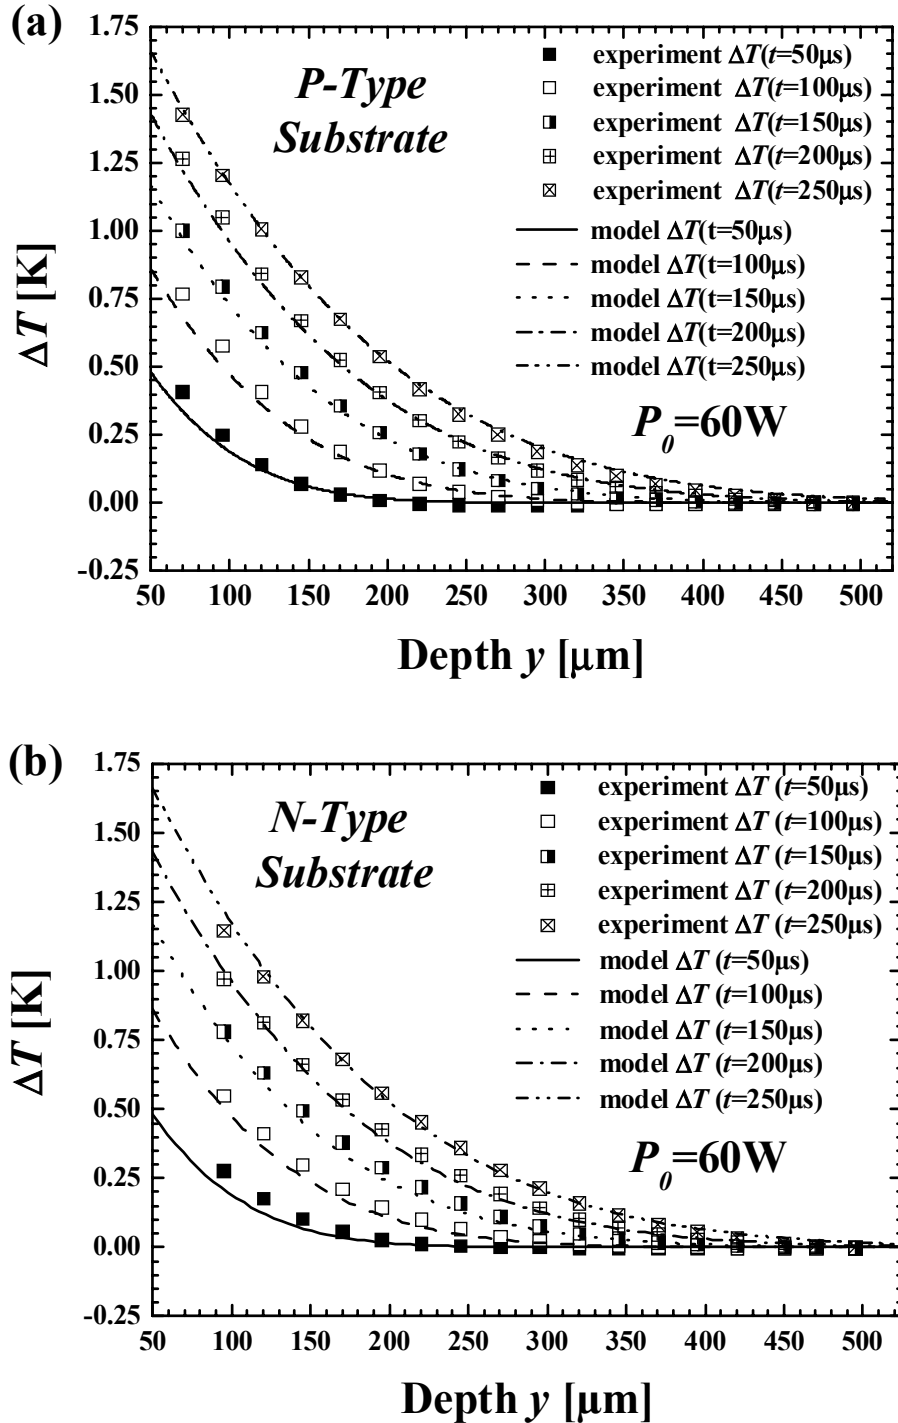 (a)
1.75
1.50
1.25
1.00
0.75
0.50
0.25
0.00
-0.25
ΔT [K]
P-Type
Substrate
experiment ΔT(t=50μs)
experiment ΔT(t=100μs)
experiment ΔT(t=150μs)
experiment ΔT(t=200μs)
experiment ΔT(t=250μs)
model ΔT(t=50μs)
model ΔT(t=100μs)
model ΔT(t=150μs)
model ΔT(t=200μs)
model ΔT(t=250μs)
P0=60W
50 100 150 200 250 300 350 400 450 500
Depth y [μm]
(b)
1.75
1.50
1.25
1.00
0.75
0.50
0.25
0.00
-0.25
ΔT [K]
N-Type
Substrate
experiment ΔT (t=50μs)
experiment ΔT (t=100μs)
experiment ΔT (t=150μs)
experiment ΔT (t=200μs)
experiment ΔT (t=250μs)
model ΔT (t=50μs)
model ΔT (t=100μs)
model ΔT (t=150μs)
model ΔT (t=200μs)
model ΔT (t=250μs)
P0=60W
50 100 150 200 250 300 350 400 450 500
Depth y [μm]